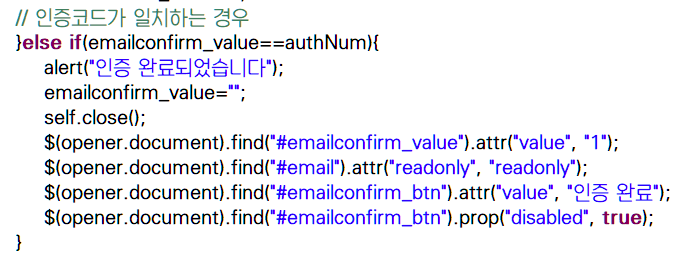 // 인증코드가 일치하는 경우
}else if(emailconfirm_value==authNum){
alert("인증 완료되었습니다");
emailconfirm_value="";
self.close();
$(opener.document).find("#emailconfirm_value").attr("value", "1");
$(opener.document).find("#email").attr("readonly", "readonly");
$(opener.document).find("#emailconfirm_btn").attr("value", "인증 완료");
$(opener.document).find("#emailconfirm_btn").prop("disabled", true);
}